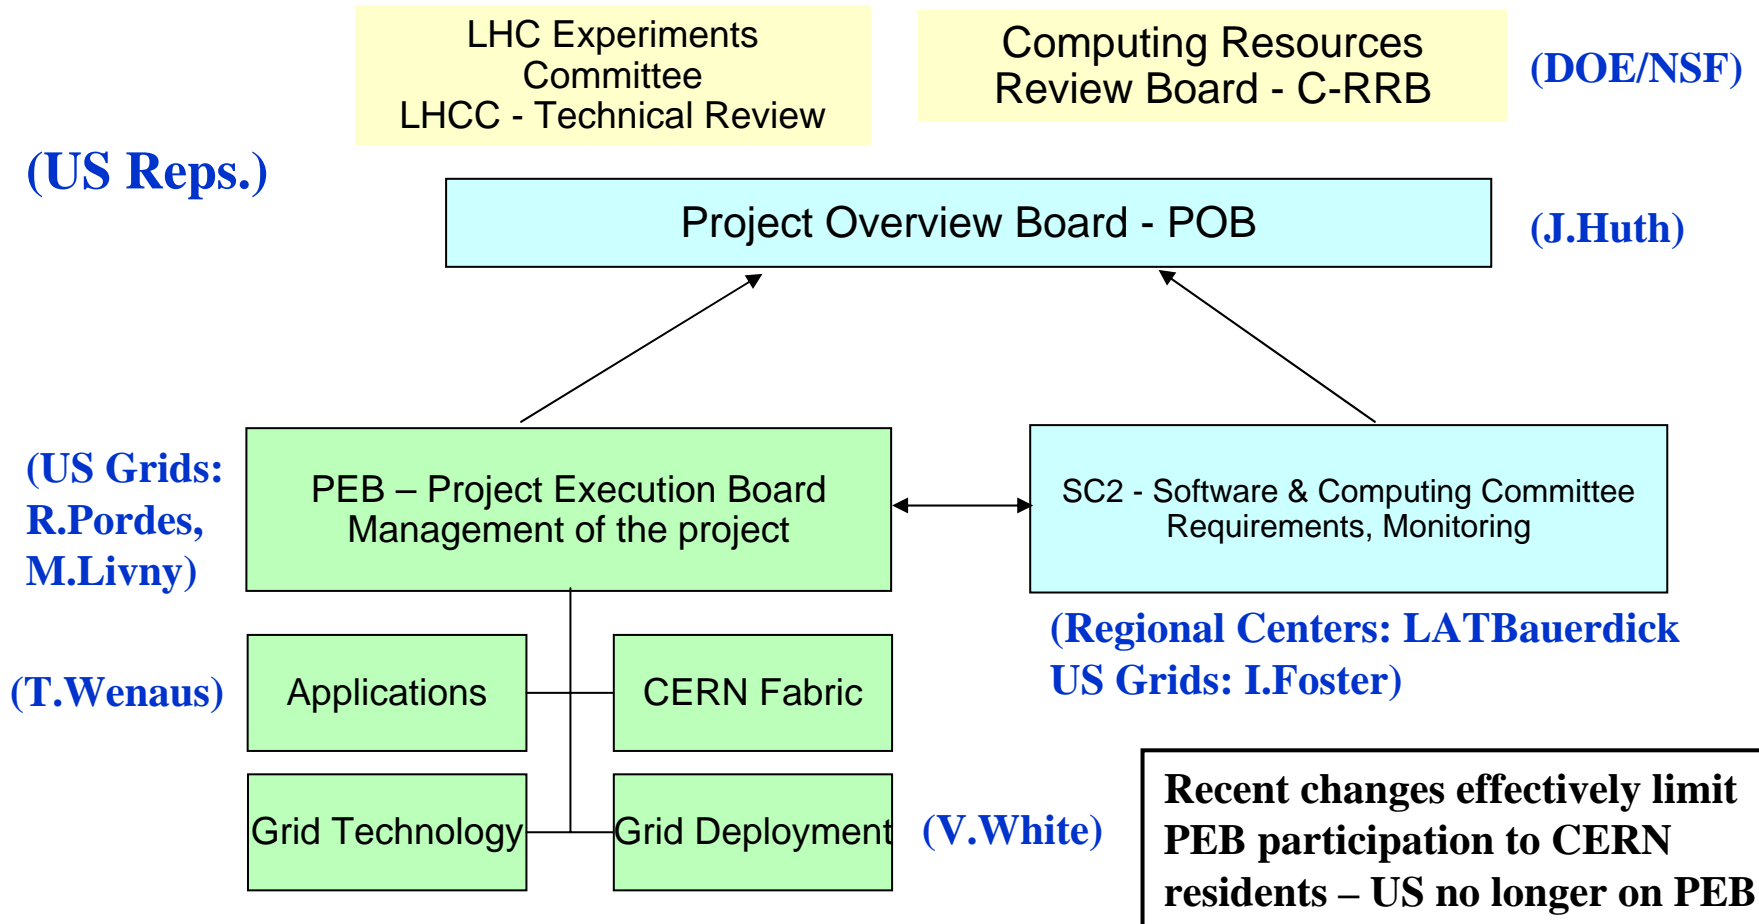 LHC Experiments
Committee
LHCC - Technical Review
Computing Resources
Review Board - C-RRB
(DOE/NSF)
(US Reps.)
Project Overview Board - POB
(J.Huth)
(US Grids:
R.Pordes,
M.Livny)
PEB – Project Execution Board
Management of the project
SC2 - Software & Computing Committee
Requirements, Monitoring
(Regional Centers: LATBauerdick
US Grids: I.Foster)
(T.Wenaus)
Applications
CERN Fabric
Grid Technology
Grid Deployment
(V.White)
Recent changes effectively limit
PEB participation to CERN
residents – US no longer on PEB